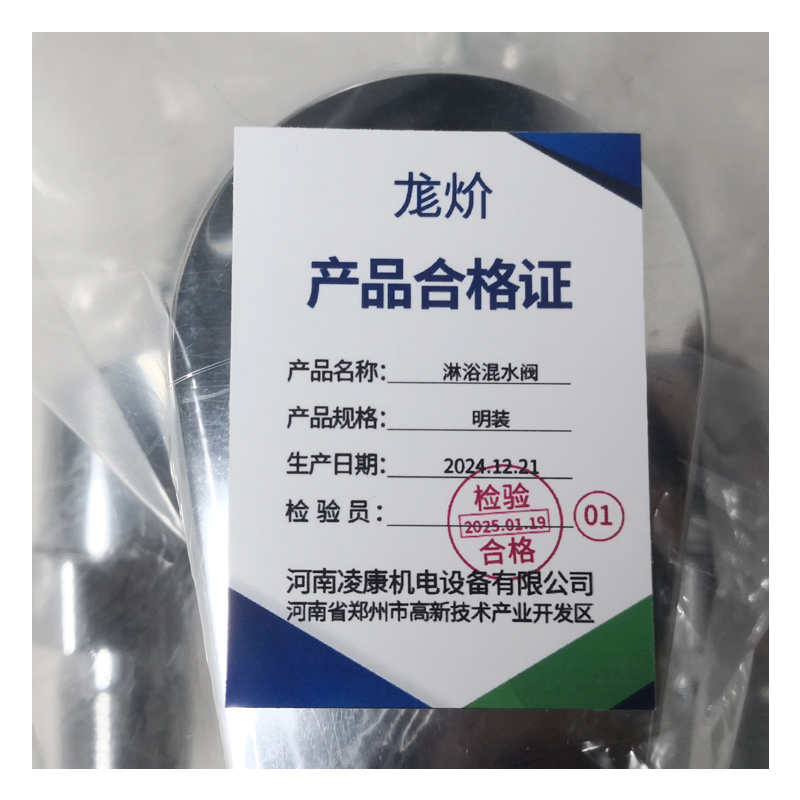 尨炌
产品合格证
产品名称：淋浴混水阀
产品规格：明装
生产日期：2024.12.21
检验员：
检验
2025.01.19
合格
01
河南凌康机电设备有限公司
河南省郑州市高新技术产业开发区